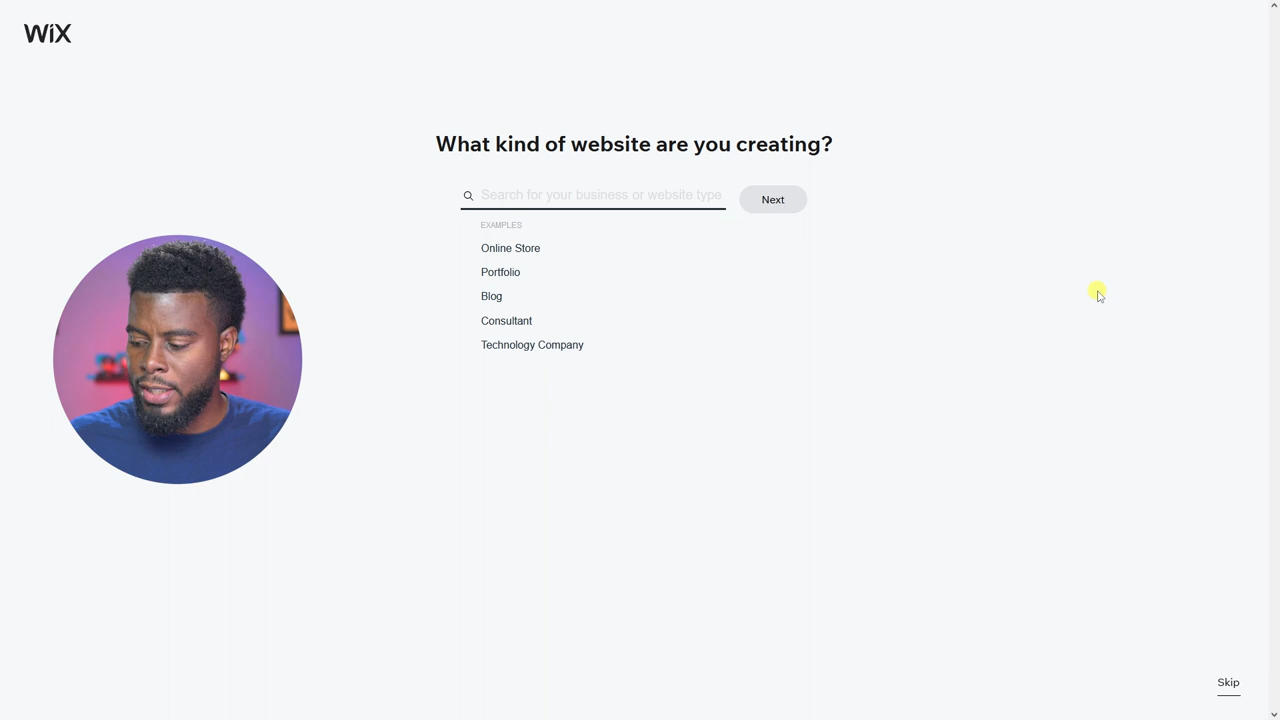 WiX
What kind of website are you creating?
Search for your business or website type
Next
EXAMPLES
Online Store
Portfolio
Blog
Consultant
Technology Company
Skip